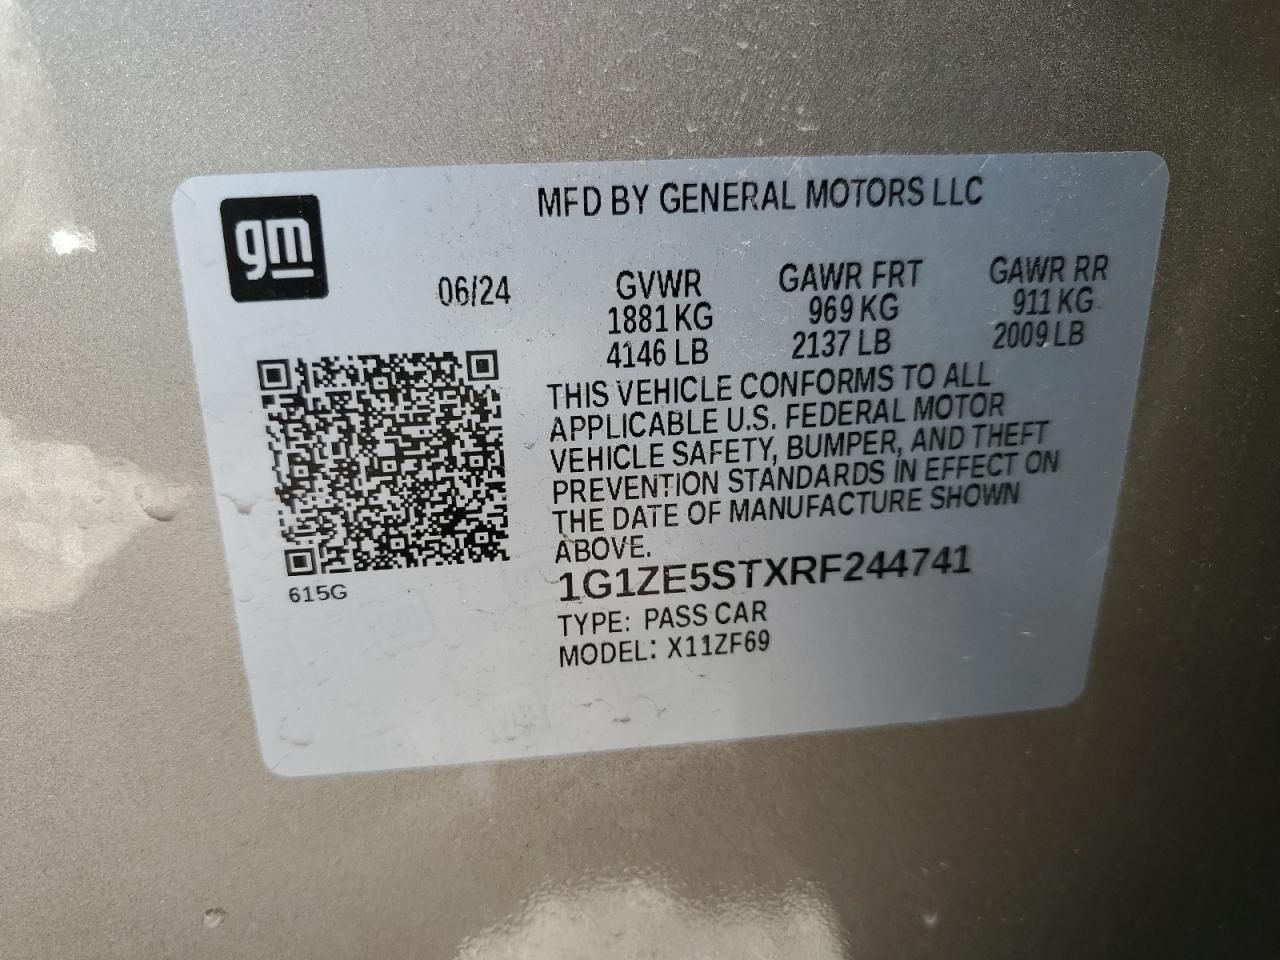 gm
MFD BY GENERAL MOTORS LLC
06/24 GVWR GAWR FRT GAWR RR
1881 KG 969 KG 911 KG
4146 LB 2137 LB 2009 LB
THIS VEHICLE CONFORMS TO ALL
APPLICABLE U.S. FEDERAL MOTOR
VEHICLE SAFETY, BUMPER, AND THEFT
PREVENTION STANDARDS IN EFFECT ON
THE DATE OF MANUFACTURE SHOWN
ABOVE.
615G
1G1ZE5STXRF244741
TYPE: PASS CAR
MODEL: X11ZF69